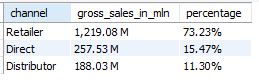 channel gross_sales_in_mln percentage
Retailer 1,219.08 M 73.23%
Direct 257.53 M 15.47%
Distributor 188.03 M 11.30%